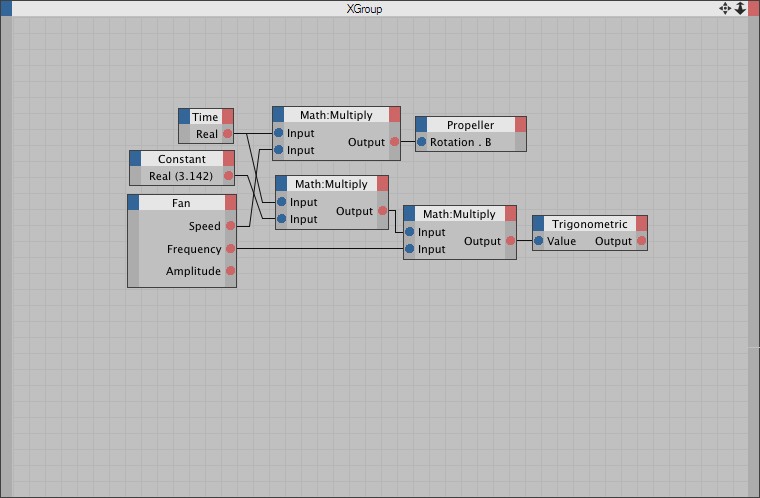 XGroup
Time
Real
Math:Multiply
Input
Input
Output
Propeller
Rotation . B
Constant
Real (3.142)
Math:Multiply
Input
Input
Output
Fan
Speed
Frequency
Amplitude
Math:Multiply
Input
Input
Output
Trigonometric
Value Output